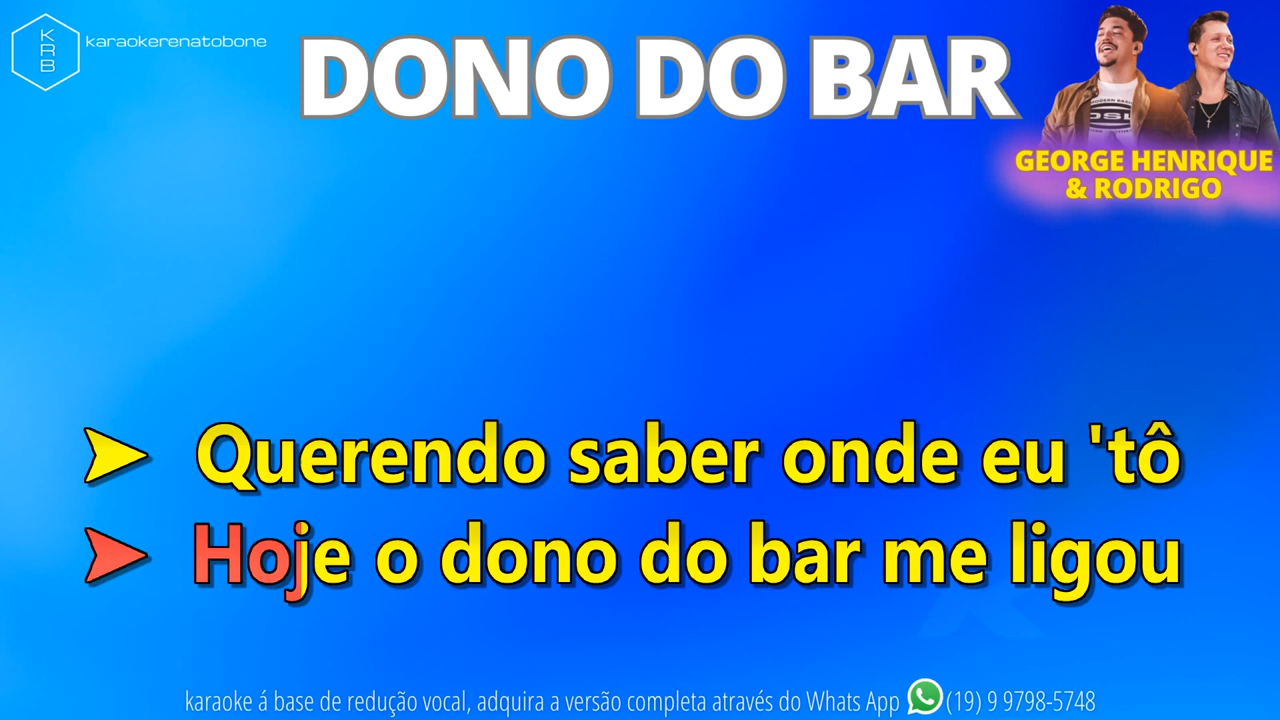 KRB
karaokerenatobone
DONO DO BAR
GEORGE HENRIQUE
& RODRIGO
Querendo saber onde eu 'tô
Hoje o dono do bar me ligou
karaoke á base de redução vocal, adquira a versão completa através do Whats App (19) 9 9798-5748